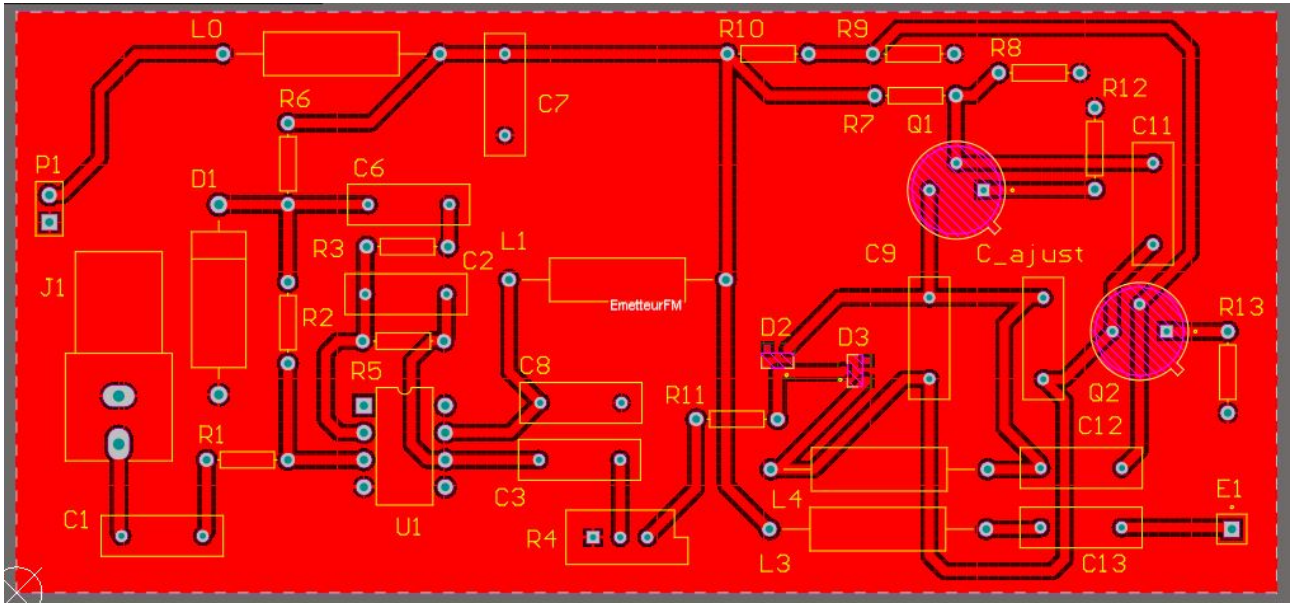 L0
R10
R9
R8
R6
C7
R7
Q1
R12
C11
P1
D1
C6
R3
C2
L1
C9
C_ajust
J1
EmetteurFM
R2
D2
D3
R13
R5
C8
R11
Q2
R1
C12
C3
L4
C1
U1
R4
E1
L3
C13